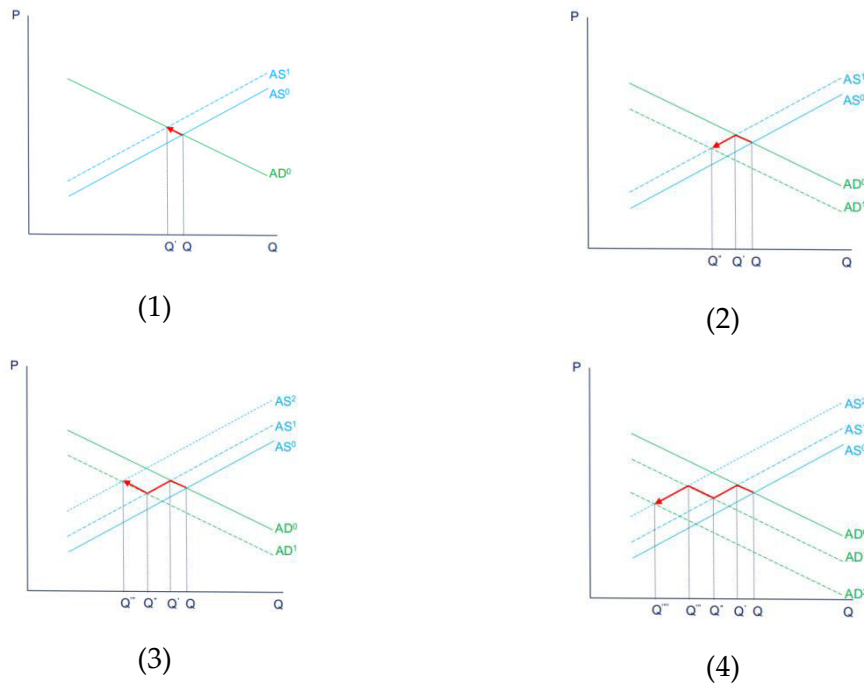 P
AS¹
AS⁰
AD⁰
Q' Q Q
(1)
P
AS¹
AS⁰
AD⁰
AD¹
Q" Q' Q Q
(2)
P
AS²
AS¹
AS⁰
AD⁰
AD¹
Q"' Q" Q' Q Q
(3)
P
AS²
AS¹
AS⁰
AD⁰
AD¹
AD²
Q"" Q"' Q" Q' Q Q
(4)